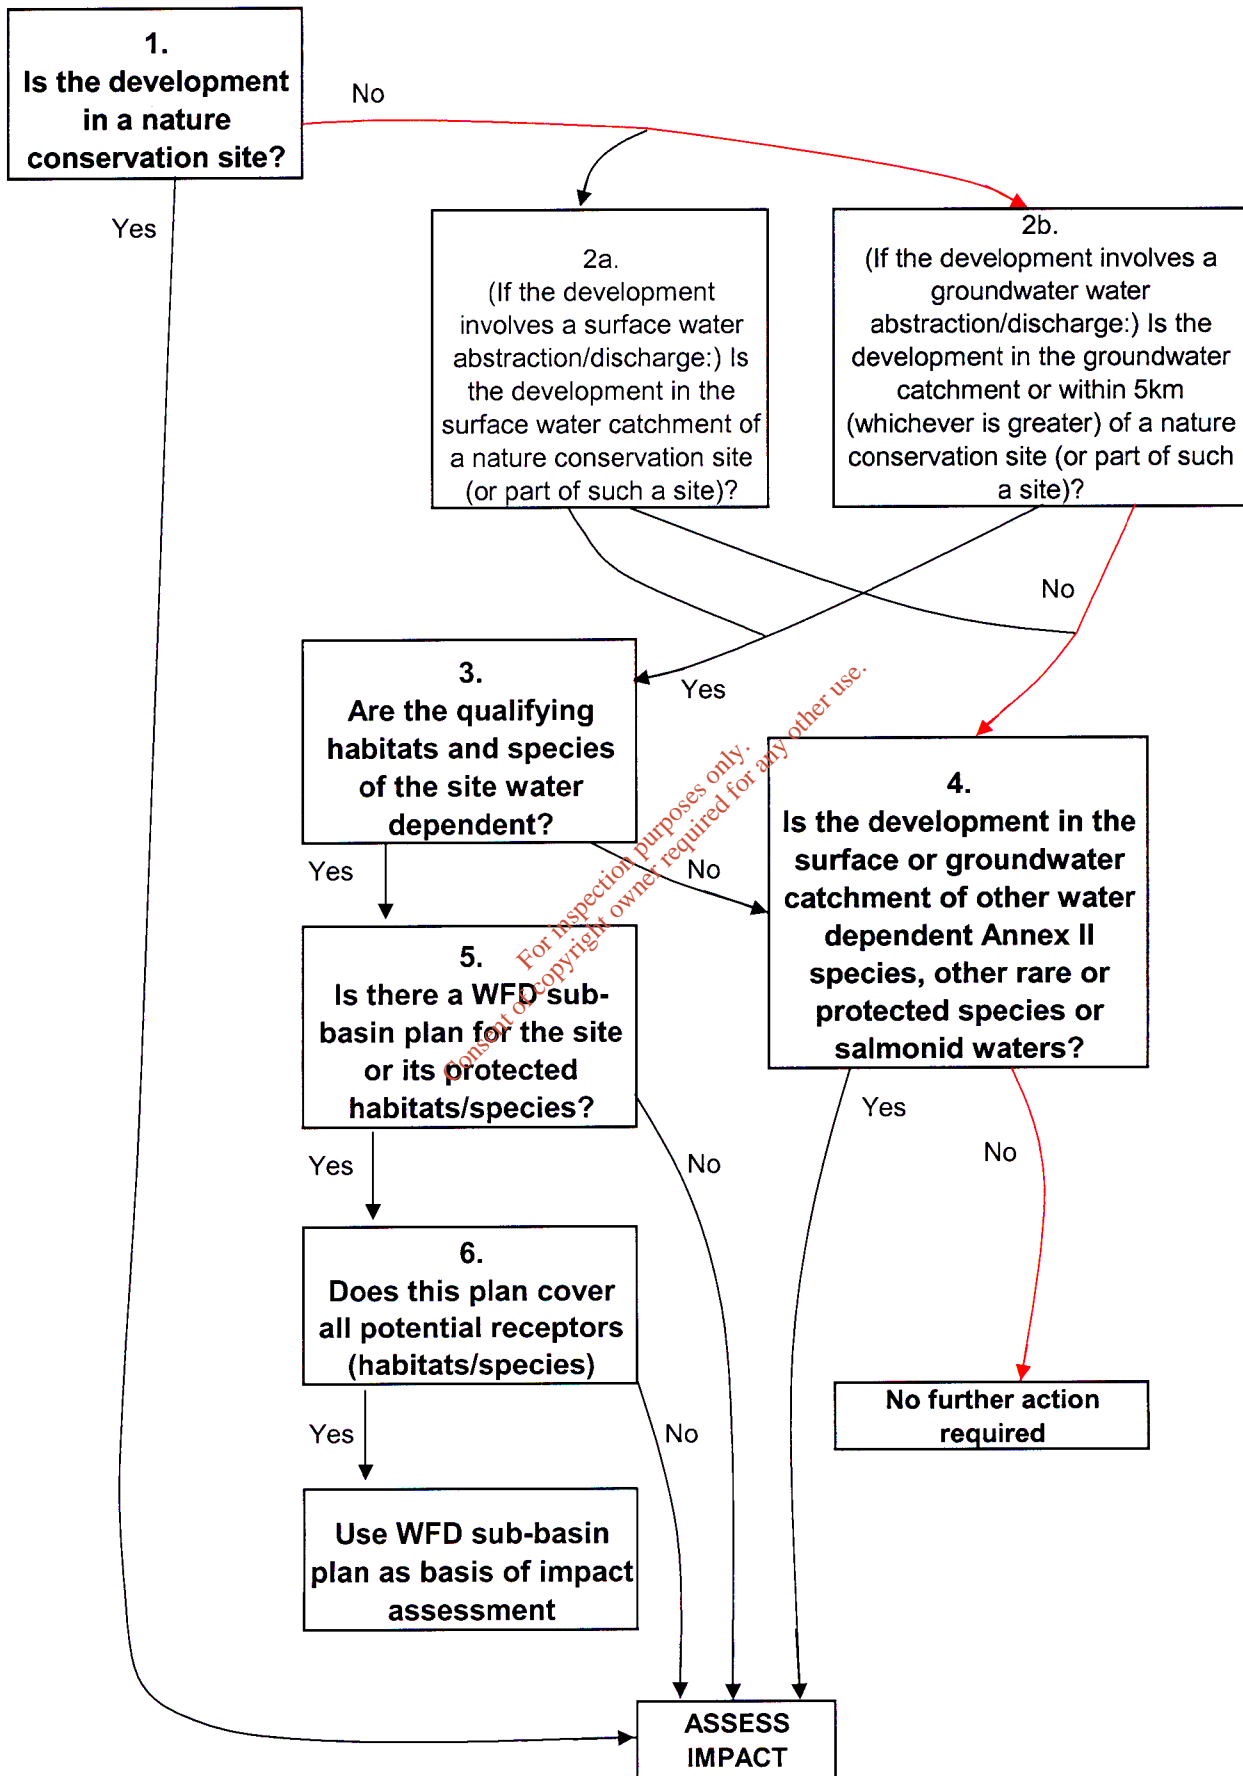 1.
Is the development
in a nature
conservation site?
No
Yes
2a.
(If the development
involves a surface water
abstraction/discharge:) Is
the development in the
surface water catchment of
a nature conservation site
(or part of such a site)?
2b.
(If the development involves a
groundwater water
abstraction/discharge:) Is the
development in the groundwater
catchment or within 5km
(whichever is greater) of a nature
conservation site (or part of such
a site)?
No
Yes
3.
Are the qualifying
habitats and species
of the site water
dependent?
Yes
No
4.
Is the development in the
surface or groundwater
catchment of other water
dependent Annex II
species, other rare or
protected species or
salmonid waters?
Yes
No
5.
Is there a WFD sub-
basin plan for the site
or its protected
habitats/species?
Yes
No
6.
Does this plan cover
all potential receptors
(habitats/species)
Yes
No
No further action
required
Use WFD sub-basin
plan as basis of impact
assessment
ASSESS
IMPACT
For inspection purposes only.
Consent of copyright owner required for any other use.